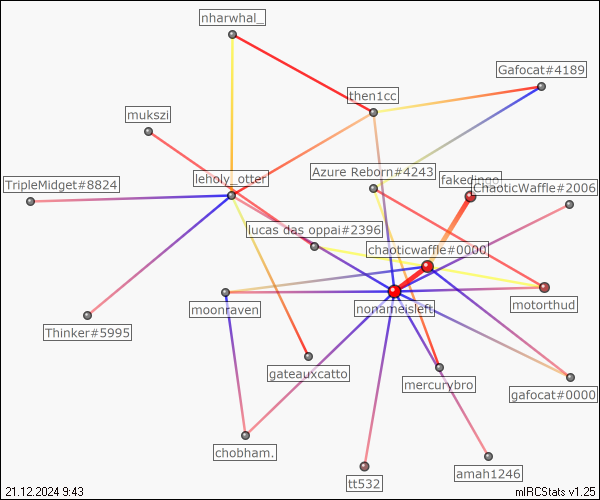 nharwhal_
Gafocat#4189
then1cc
mukszi
Azure Reborn#4243
leholy_otter
TripleMidget#8824
ChaoticWaffle#2006
lucas das oppai#2396
chaoticwaffle#0000
moonraven
nonameisleft
motorthud
Thinker#5995
gateauxcatto
mercurybro
gafocat#0000
chobham.
amah1246
tt532
21.12.2024 9:43
mIRCStats v1.25